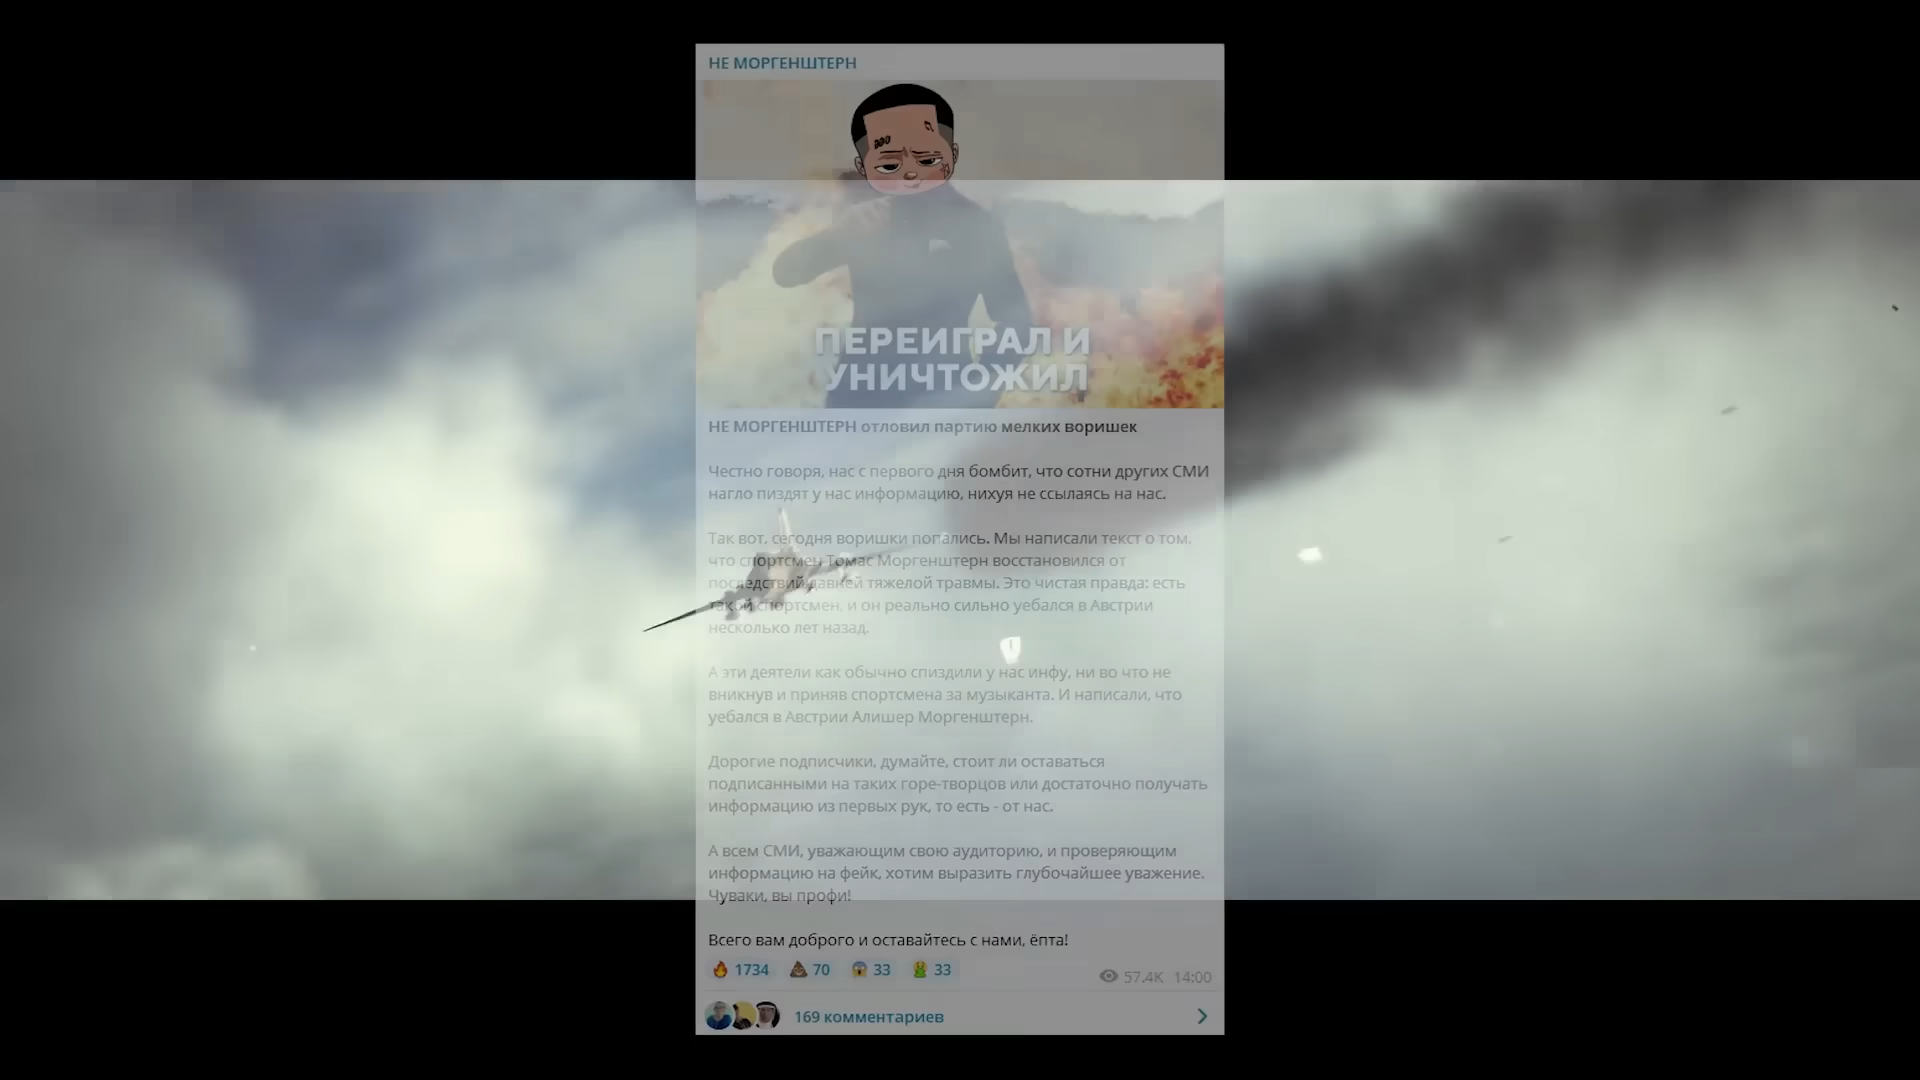 НЕ МОРГЕНШТЕРН
ПЕРЕИГРАЛ И
УНИЧТОЖИЛ
НЕ МОРГЕНШТЕРН отловил партию мелких воришек
Честно говоря, нас с первого дня бомбит, что сотни других СМИ
нагло пиздят у нас информацию, нихуя не ссылаясь на нас.
Так вот, сегодня воришки попались. Мы написали текст о том,
что спортсмен Томас Моргенштерн восстановился от
последствий давней тяжелой травмы. Это чистая правда: есть
такой спортсмен, и он реально сильно уебался в Австрии
несколько лет назад.
А эти деятели как обычно спиздили у нас инфу, ни во что не
вникнув и приняв спортсмена за музыканта. И написали, что
уебался в Австрии Алишер Моргенштерн.
Дорогие подписчики, думайте, стоит ли оставаться
подписанными на таких горе-творцов или достаточно получать
информацию из первых рук, то есть - от нас.
А всем СМИ, уважающим свою аудиторию, и проверяющим
информацию на фейк, хотим выразить глубочайшее уважение.
Чуваки, вы профи!
Всего вам доброго и оставайтесь с нами, ёпта!
1734 70 33 33
57.4K 14:00
169 комментариев